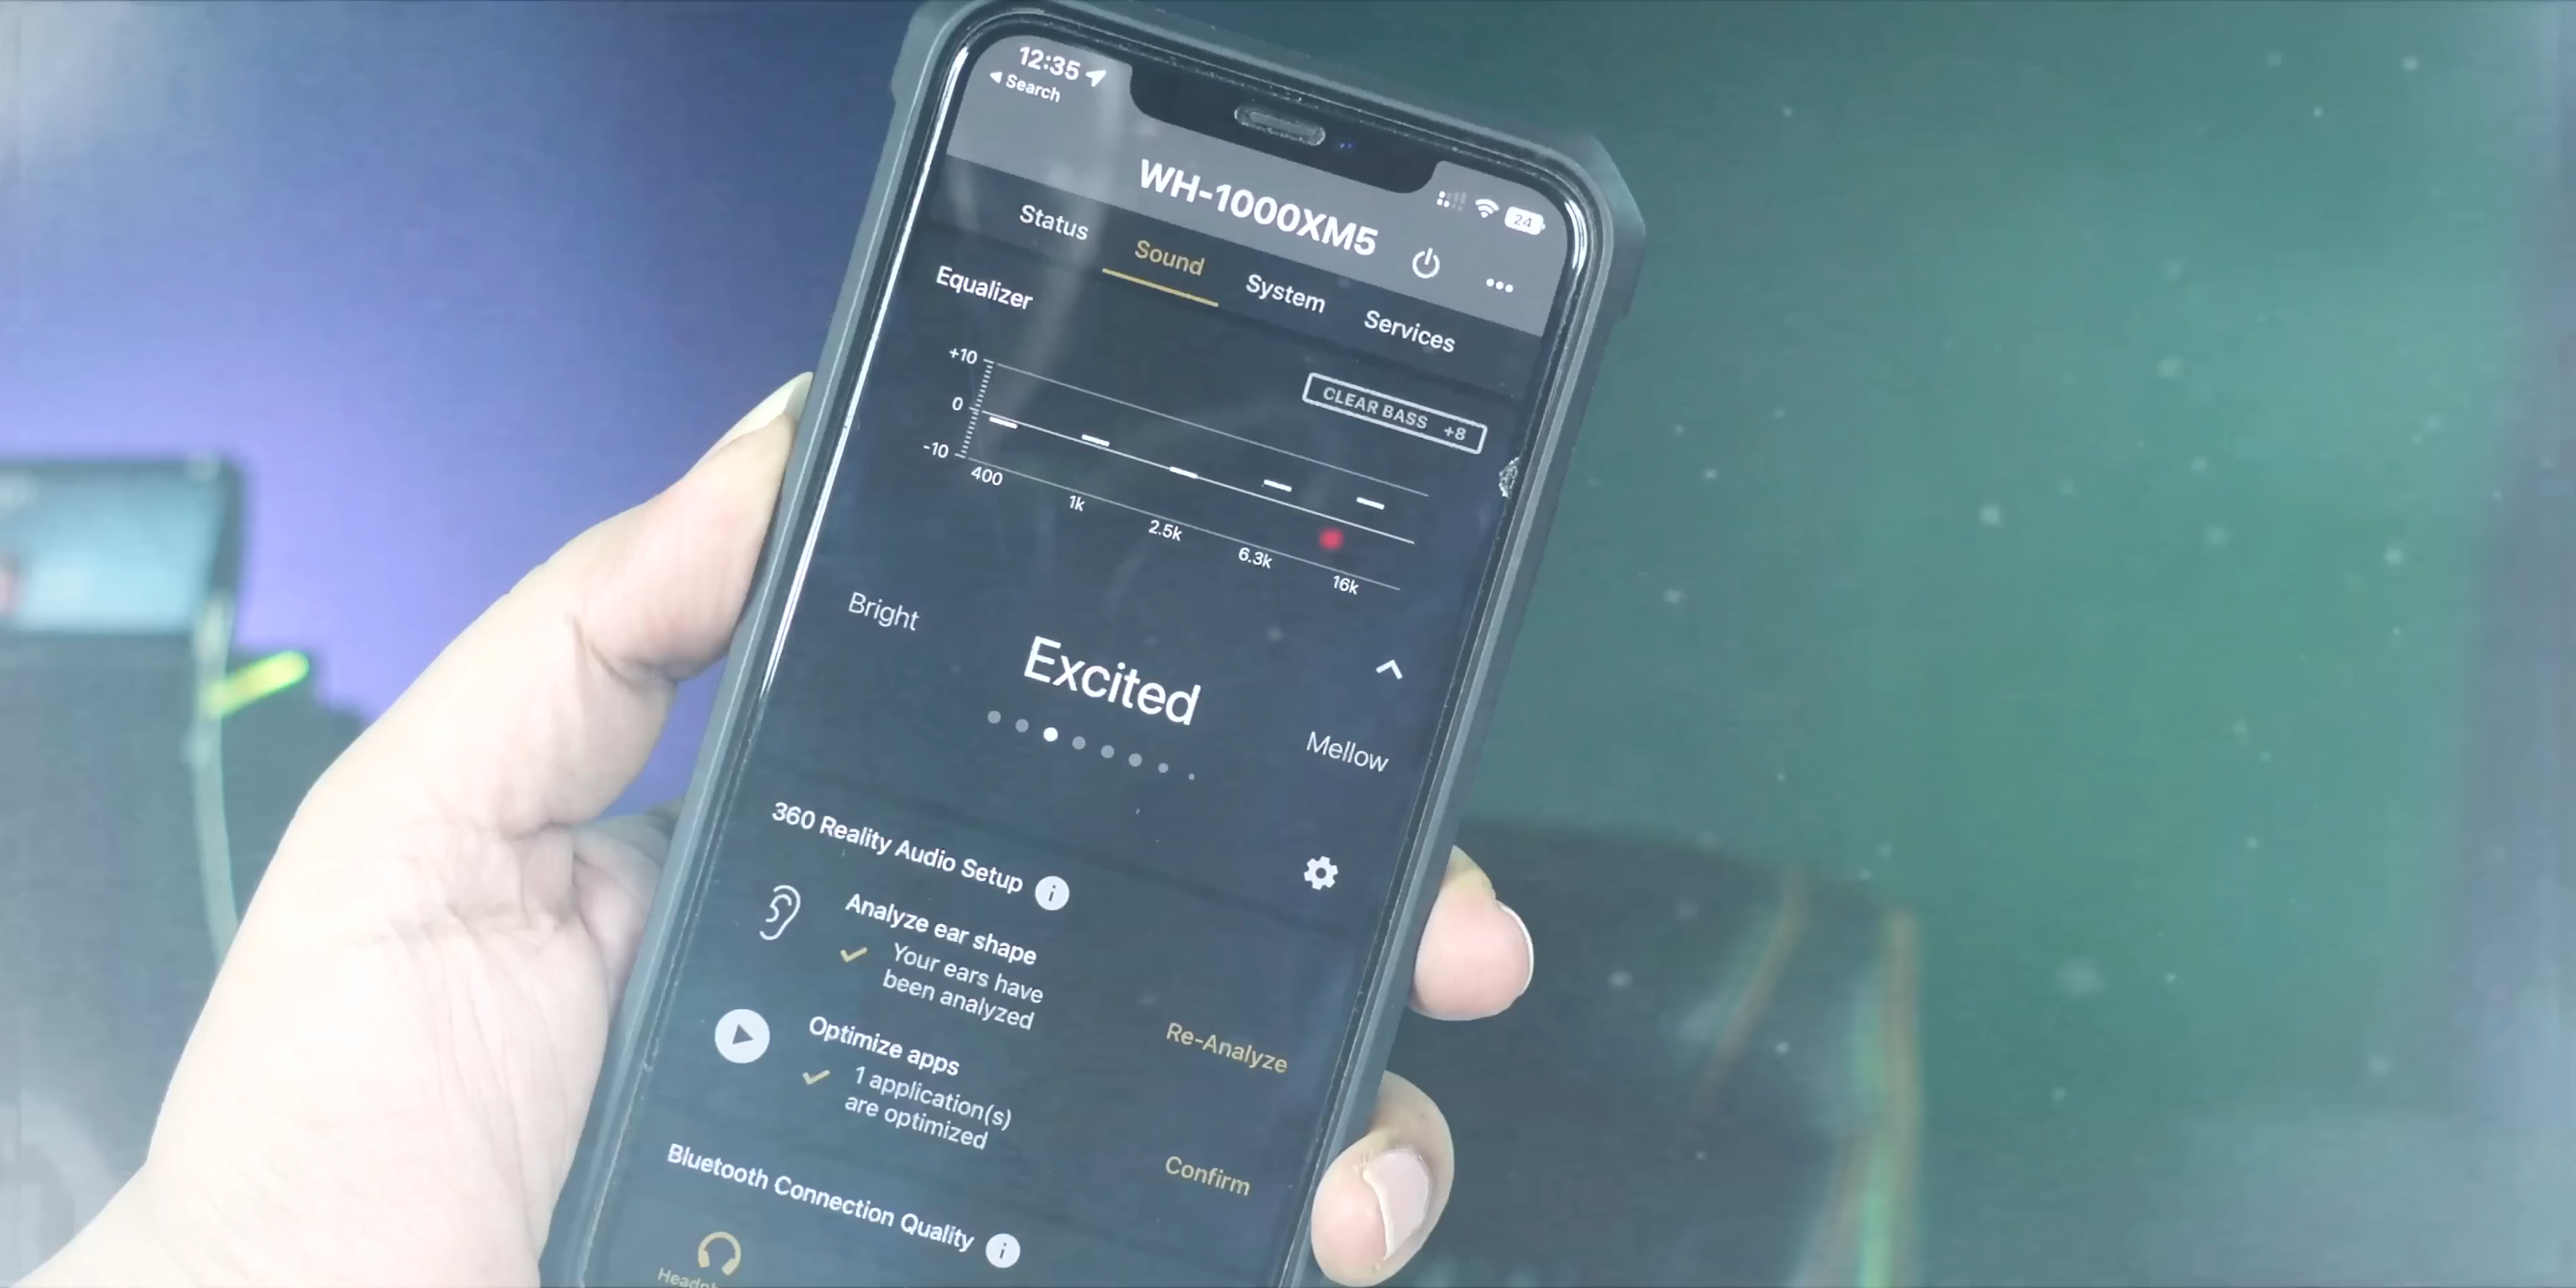 12:35
Search
24
WH-1000XM5
Status Sound System Services
Equalizer
CLEAR BASS +8
+10
0
-10
400 1k 2.5k 6.3k 16k
Bright Excited Mellow
360 Reality Audio Setup
Analyze ear shape
Your ears have
been analyzed
Re-Analyze
Optimize apps
1 application(s)
are optimized
Confirm
Bluetooth Connection Quality